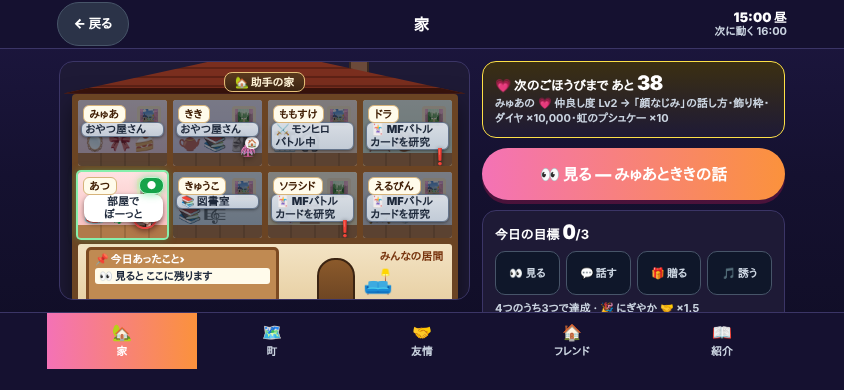 ← 戻る
家
15:00 昼
次に動く 16:00
🏡 助手の家
みゅあ
おやつ屋さん
きき
おやつ屋さん
ももすけ
⚔️ モンヒロ
バトル中
ドラ
🃏 MFバトル
カードを研究
❗
あつ
部屋で
ぼーっと
きゅうこ
📚 図書室
ソラシド
🃏 MFバトル
カードを研究
❗
えるびん
🃏 MFバトル
カードを研究
📌 今日あったこと›
👀 見ると ここに残ります
みんなの居間
💗 次のごほうびまで あと 38
みゅあの 💗 仲良し度 Lv2 → 「顔なじみ」の話し方・飾り枠・
ダイヤ ×10,000・虹のプシュケー ×10
👀 見る — みゅあとききの話
今日の目標 0/3
👀 見る
💬 話す
🎁 贈る
🎵 誘う
4つのうち3つで達成・🎉 にぎやか 🤝 ×1.5
🏡
家
🗺️
町
🤝
友情
🏠
フレンド
📖
紹介